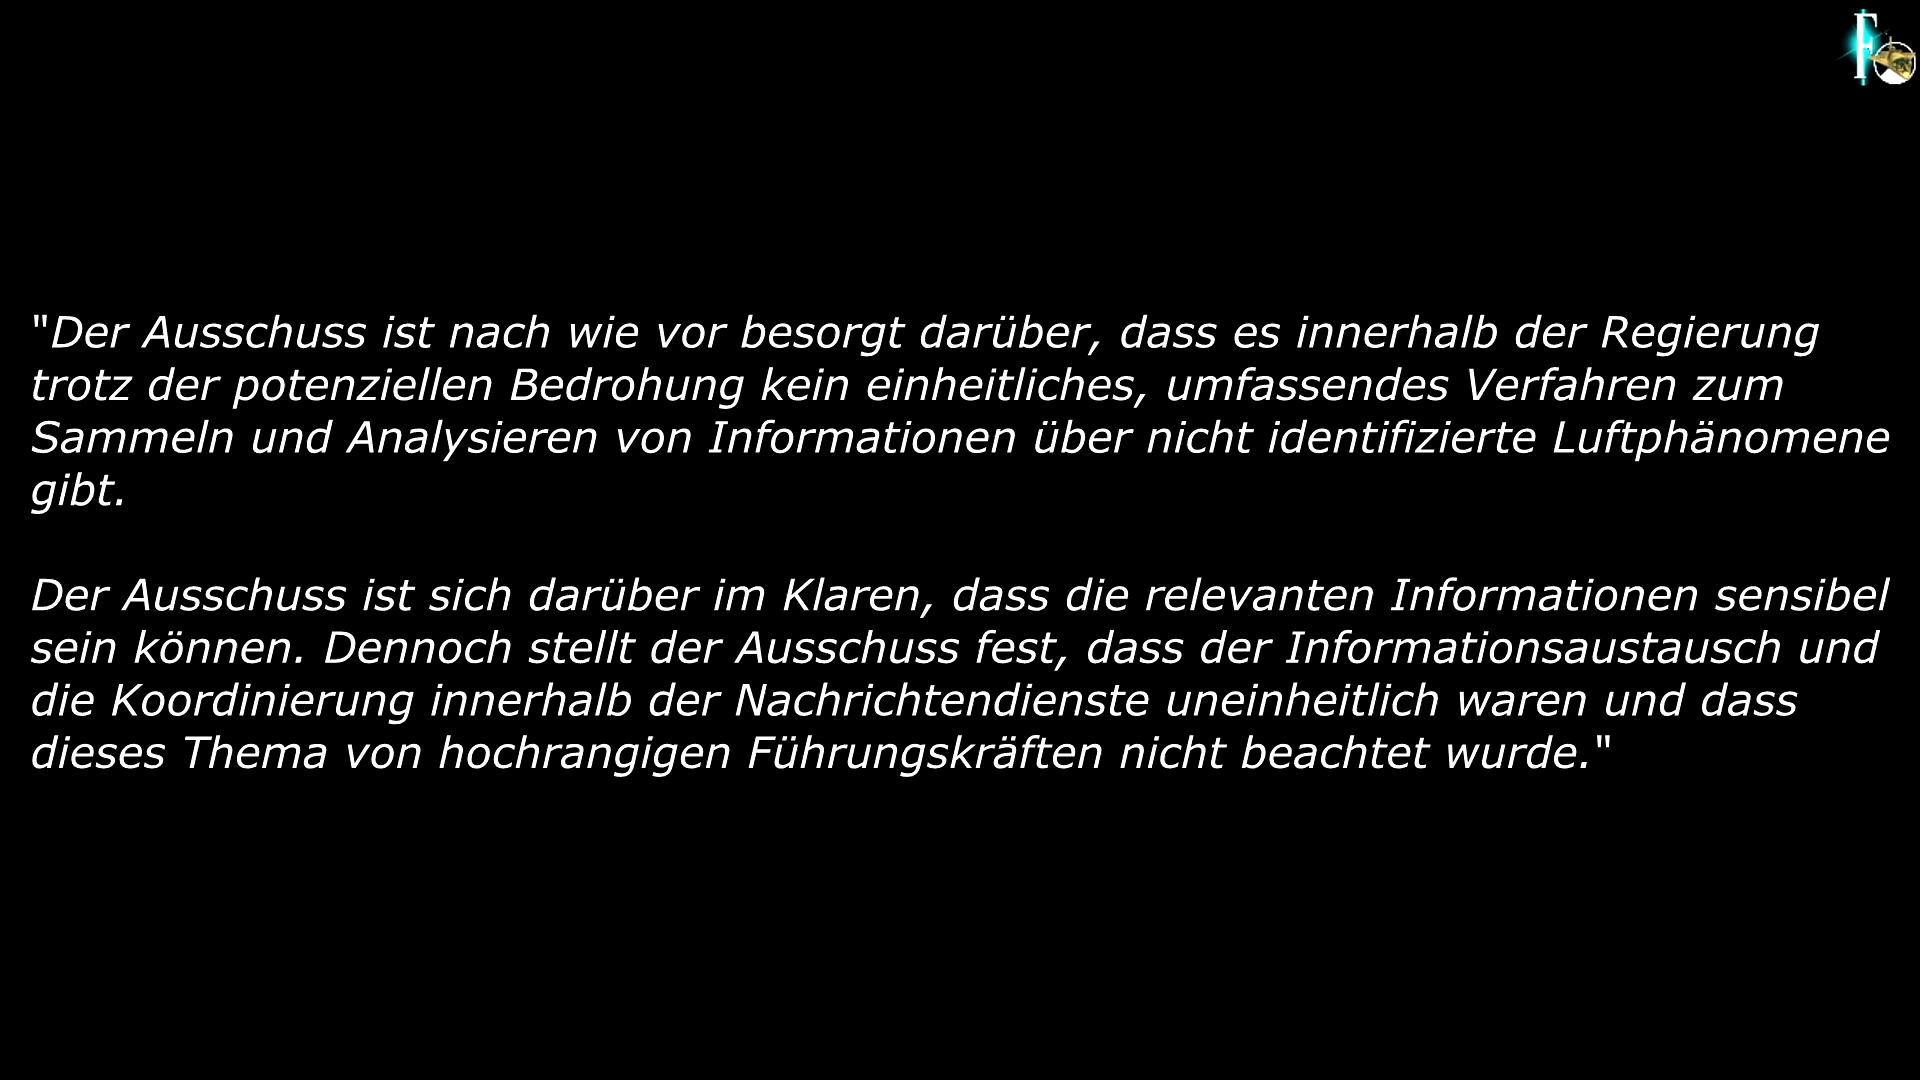 F
"Der Ausschuss ist nach wie vor besorgt darüber, dass es innerhalb der Regierung
trotz der potenziellen Bedrohung kein einheitliches, umfassendes Verfahren zum
Sammeln und Analysieren von Informationen über nicht identifizierte Luftphänomene
gibt.
Der Ausschuss ist sich darüber im Klaren, dass die relevanten Informationen sensibel
sein können. Dennoch stellt der Ausschuss fest, dass der Informationsaustausch und
die Koordinierung innerhalb der Nachrichtendienste uneinheitlich waren und dass
dieses Thema von hochrangigen Führungskräften nicht beachtet wurde."